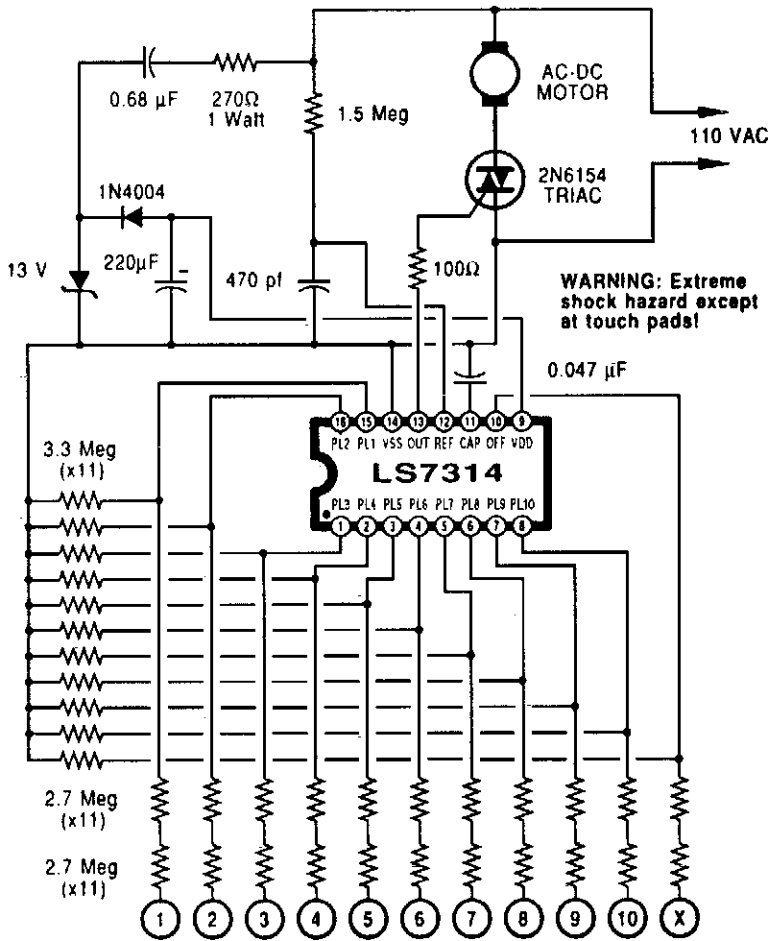 AC-DC
MOTOR
0.68 µF
270Ω
1 Watt
1.5 Meg
110 VAC
1N4004
2N6154
TRIAC
13 V
220µF
-
470 pf
100Ω
WARNING: Extreme
shock hazard except
at touch pads!
0.047 µF
16 15 14 13 12 11 10 9
PL2 PL1 VSS OUT REF CAP OFF VDD
3.3 Meg
(x11)
LS7314
PL3 PL4 PL5 PL6 PL7 PL8 PL9 PL10
1 2 3 4 5 6 7 8
2.7 Meg
(x11)
2.7 Meg
(x11)
1 2 3 4 5 6 7 8 9 10 X